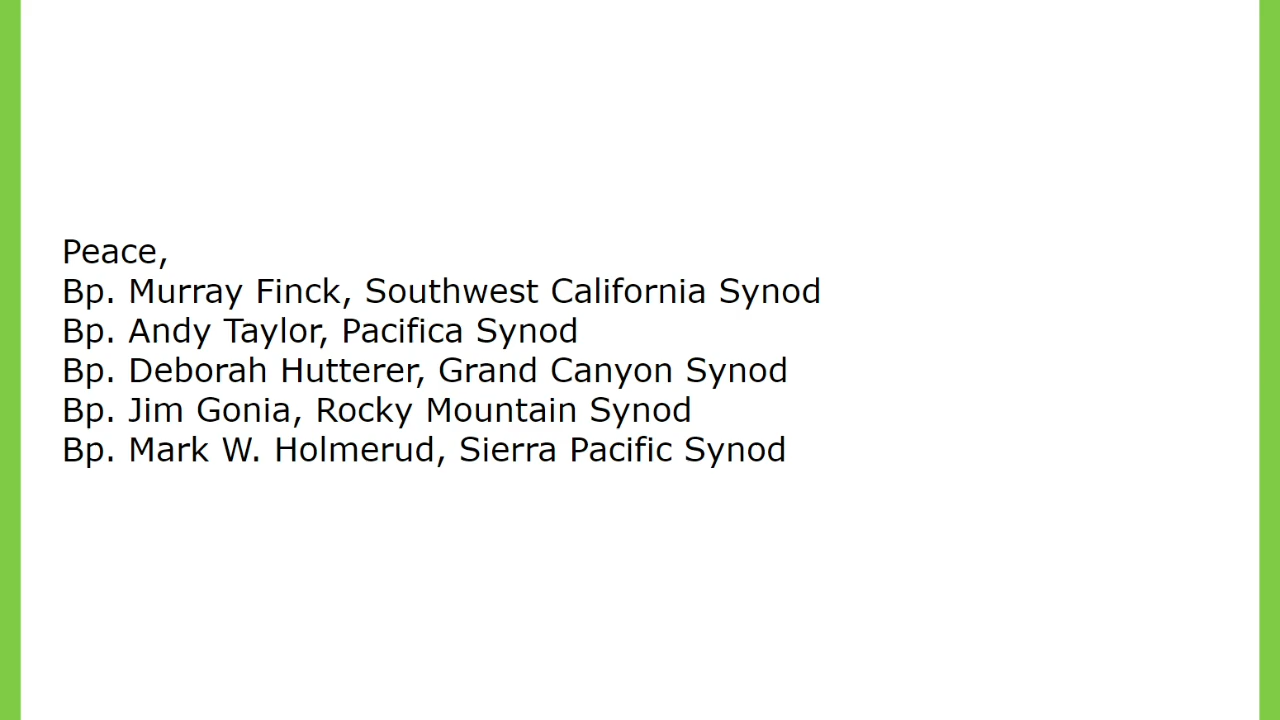 Peace,
Bp. Murray Finck, Southwest California Synod
Bp. Andy Taylor, Pacifica Synod
Bp. Deborah Hutterer, Grand Canyon Synod
Bp. Jim Gonia, Rocky Mountain Synod
Bp. Mark W. Holmerud, Sierra Pacific Synod